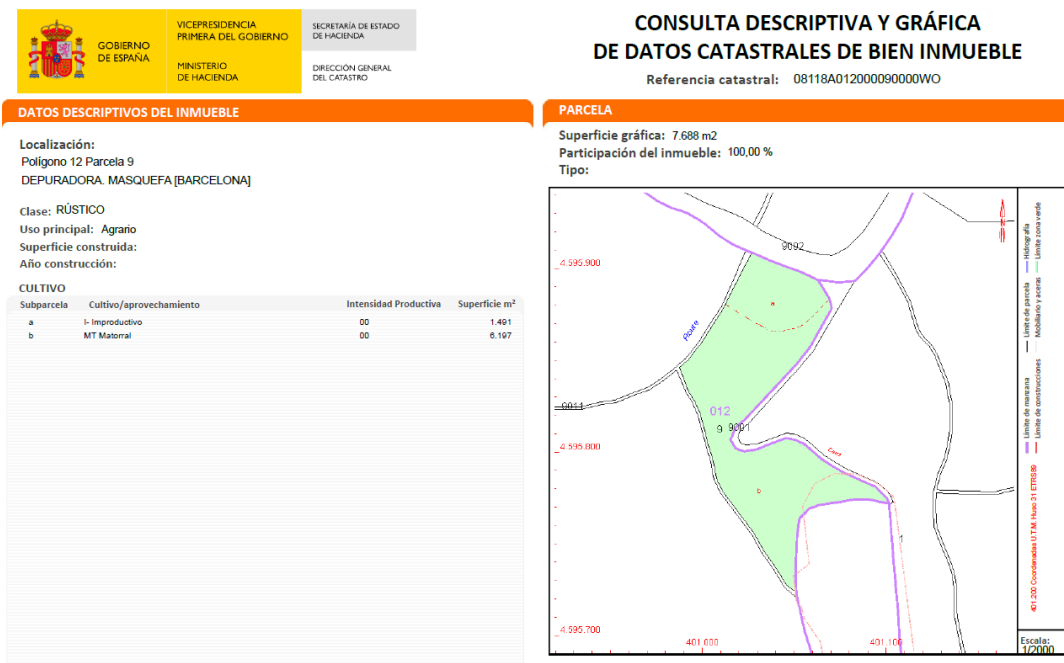 GOBIERNO
DE ESPAÑA
VICEPRESIDENCIA
PRIMERA DEL GOBIERNO
MINISTERIO
DE HACIENDA
SECRETARÍA DE ESTADO
DE HACIENDA
DIRECCIÓN GENERAL
DEL CATASTRO
CONSULTA DESCRIPTIVA Y GRÁFICA
DE DATOS CATASTRALES DE BIEN INMUEBLE
Referencia catastral: 08118A012000090000WO
DATOS DESCRIPTIVOS DEL INMUEBLE
Localización:
Polígono 12 Parcela 9
DEPURADORA. MASQUEFA [BARCELONA]
Clase: RÚSTICO
Uso principal: Agrario
Superficie construida:
Año construcción:
CULTIVO
Subparcela Cultivo/aprovechamiento Intensidad Productiva Superficie m²
a I- Improductivo 00 1.491
b MT Matorral 00 6.197
PARCELA
Superficie gráfica: 7.688 m2
Participación del inmueble: 100,00 %
Tipo:
9002
4.595.900
a
9011
012
9 9001
4.595.800
b
1
4.595.700
401.000
401.100
Hidrografía
Límite zona verde
Límite de parcela
Mobiliario y aceras
Límite de manzana
Límite de construcciones
401.200 Coordenadas U.T.M. Huso 31 ETRS89
Escala:
1/2000